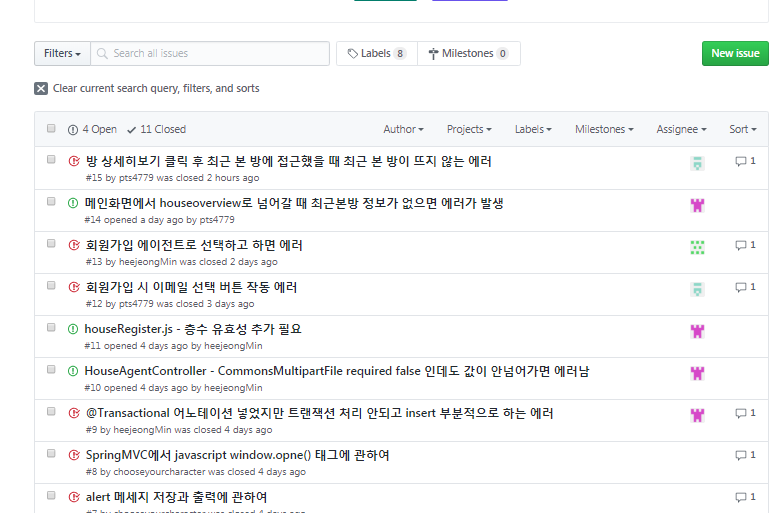 Filters
Search all issues
Labels 8
Milestones 0
New issue
Clear current search query, filters, and sorts
4 Open 11 Closed
Author Projects Labels Milestones Assignee Sort
방 상세히보기 클릭 후 최근 본 방에 접근했을 때 최근 본 방이 뜨지 않는 에러 1
#15 by pts4779 was closed 2 hours ago
메인화면에서 houseoverview로 넘어갈 때 최근본방 정보가 없으면 에러가 발생
#14 opened a day ago by pts4779
회원가입 에이전트로 선택하고 하면 에러 1
#13 by heejeongMin was closed 2 days ago
회원가입 시 이메일 선택 버튼 작동 에러 1
#12 by pts4779 was closed 3 days ago
houseRegister.js - 층수 유효성 추가 필요
#11 opened 4 days ago by heejeongMin
HouseAgentController - CommonsMultipartFile required false 인데도 값이 안넘어가면 에러남
#10 opened 4 days ago by heejeongMin
@Transactional 어노테이션 넣었지만 트랜잭션 처리 안되고 insert 부분적으로 하는 에러 1
#9 by heejeongMin was closed 4 days ago
SpringMVC에서 javascript window.opne() 태그에 관하여 1
#8 by chooseyourcharacter was closed 4 days ago
alert 메세지 저장과 출력에 관하여 1
#7 by chooseyourcharacter was closed 4 days ago